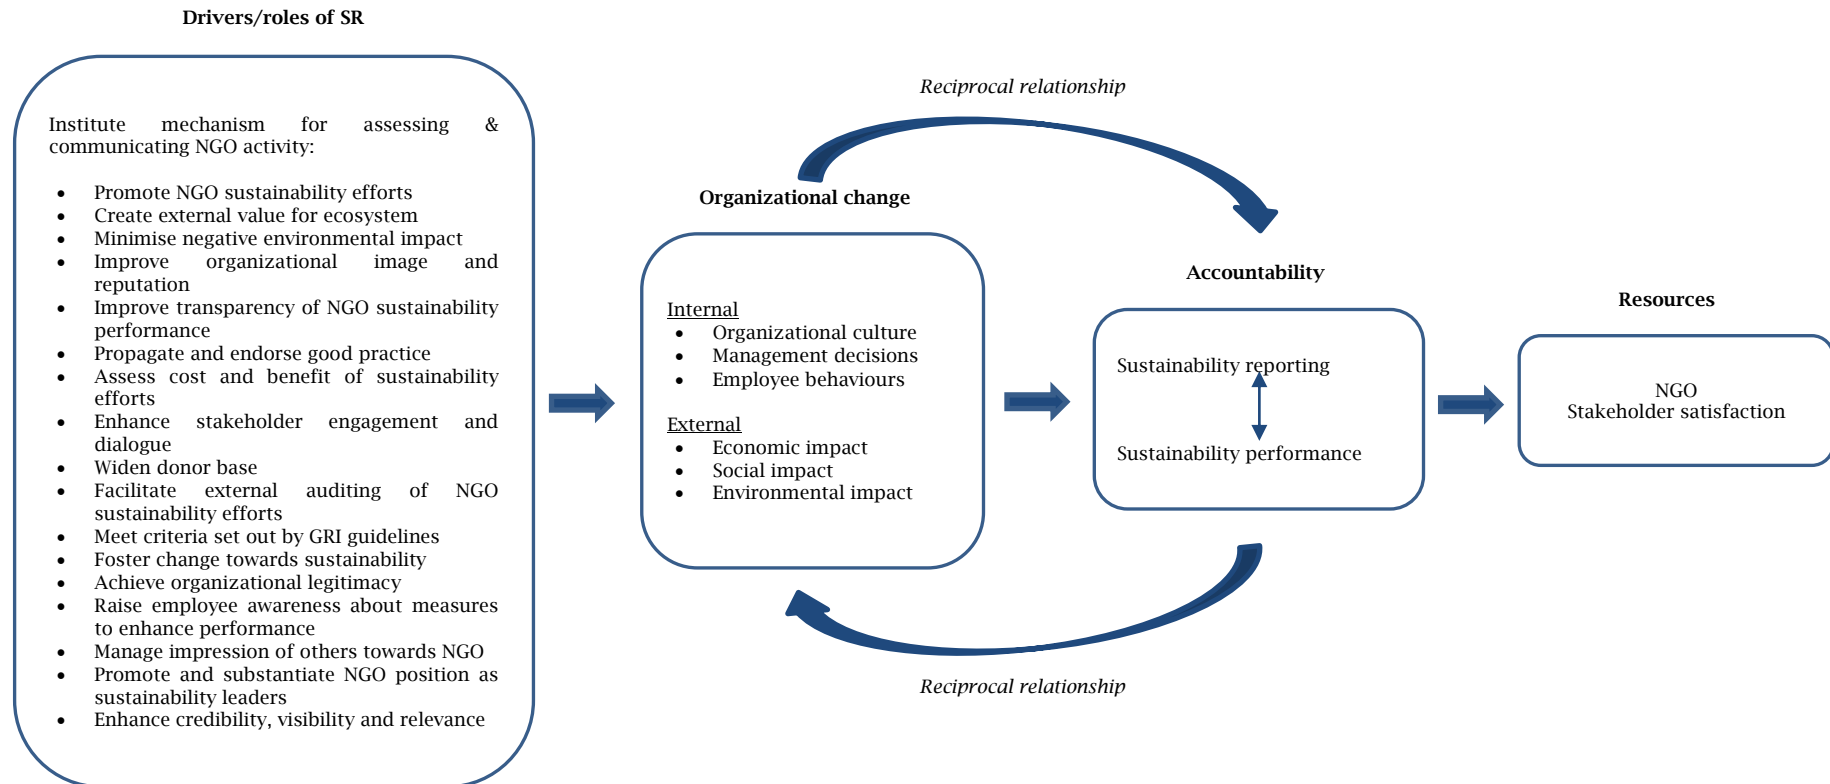 Drivers/roles of SR
Institute mechanism for assessing &
communicating NGO activity:
• Promote NGO sustainability efforts
• Create external value for ecosystem
• Minimise negative environmental impact
• Improve organizational image and
reputation
• Improve transparency of NGO sustainability
performance
• Propagate and endorse good practice
• Assess cost and benefit of sustainability
efforts
• Enhance stakeholder engagement and
dialogue
• Widen donor base
• Facilitate external auditing of NGO
sustainability efforts
• Meet criteria set out by GRI guidelines
• Foster change towards sustainability
• Achieve organizational legitimacy
• Raise employee awareness about measures
to enhance performance
• Manage impression of others towards NGO
• Promote and substantiate NGO position as
sustainability leaders
• Enhance credibility, visibility and relevance
Reciprocal relationship
Organizational change
Internal
• Organizational culture
• Management decisions
• Employee behaviours
External
• Economic impact
• Social impact
• Environmental impact
Accountability
Sustainability reporting
Sustainability performance
Reciprocal relationship
Resources
NGO
Stakeholder satisfaction